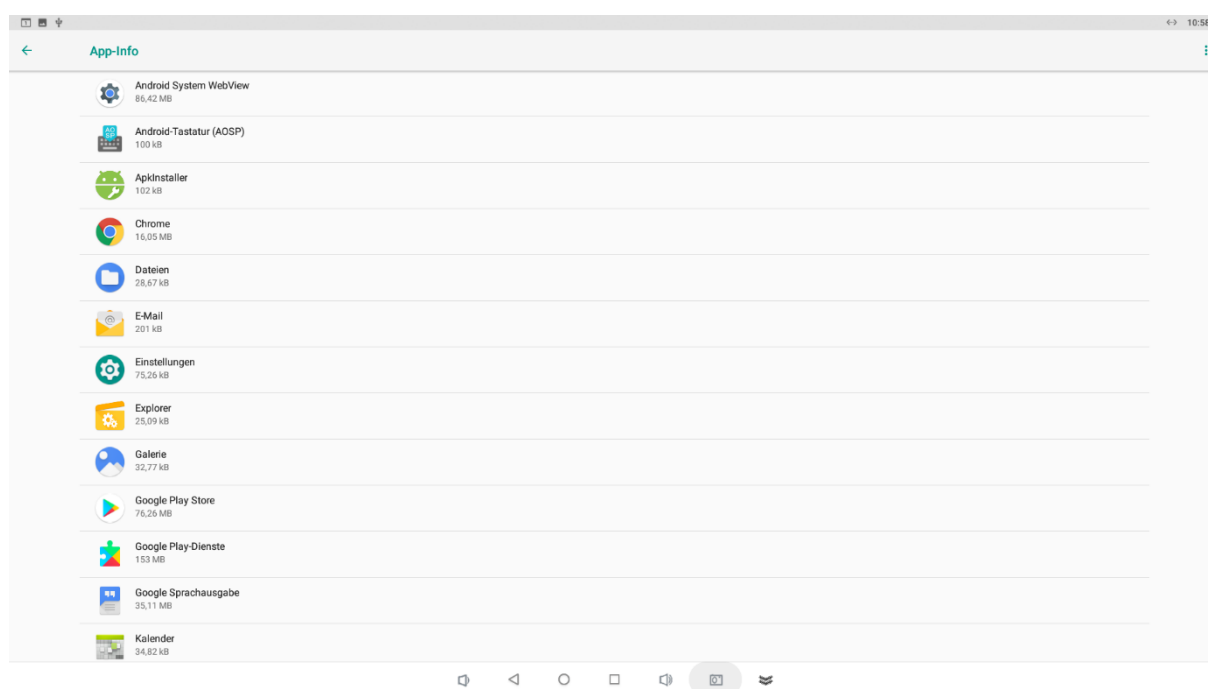 10:58
App-Info
Android System WebView
86,42 MB
Android-Tastatur (AOSP)
100 kB
ApkInstaller
102 kB
Chrome
16,05 MB
Dateien
28,67 kB
E-Mail
201 kB
Einstellungen
75,26 kB
Explorer
25,09 kB
Galerie
32,77 kB
Google Play Store
76,26 MB
Google Play-Dienste
153 MB
Google Sprachausgabe
35,11 MB
Kalender
34,82 kB